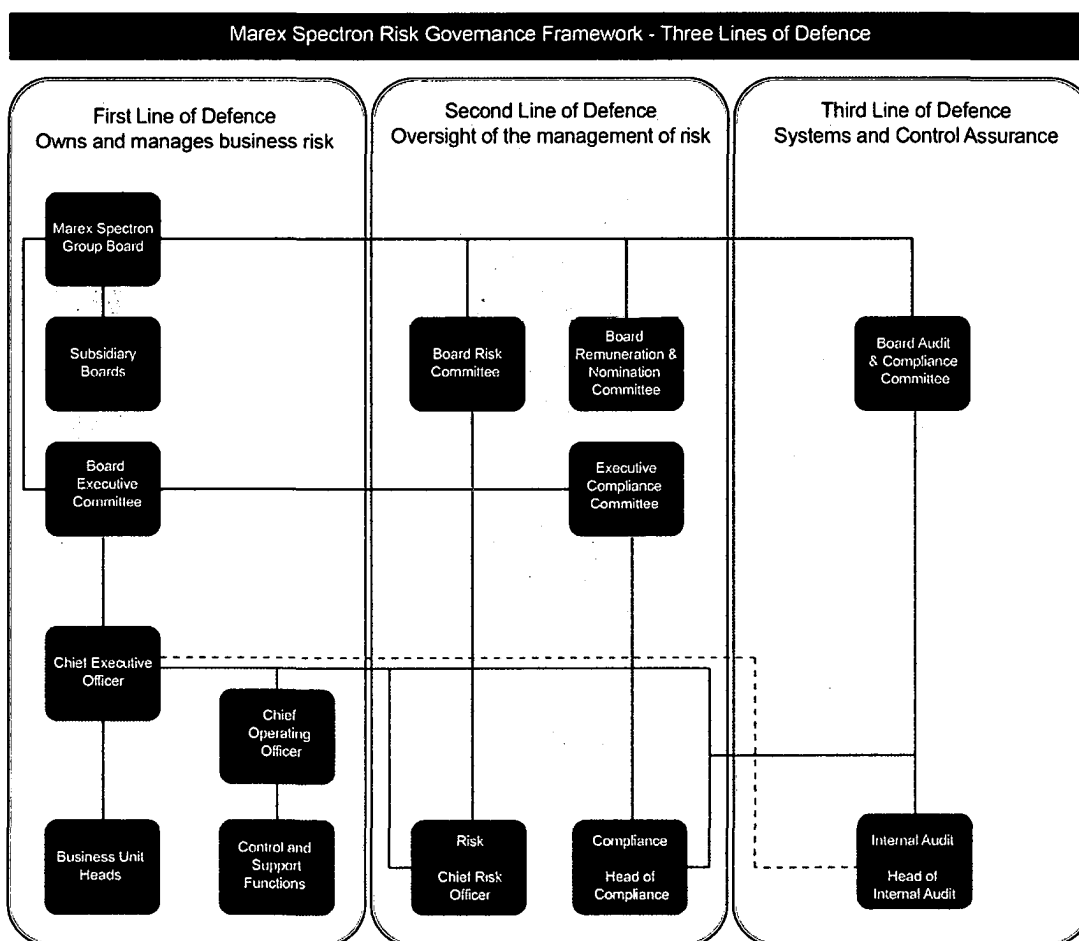 Marex Spectron Risk Governance Framework - Three Lines of Defence
First Line of Defence
Owns and manages business risk
Second Line of Defence
Oversight of the management of risk
Third Line of Defence
Systems and Control Assurance
Marex Spectron
Group Board
Subsidiary
Boards
Board Risk
Committee
Board
Remuneration &
Nomination
Committee
Board Audit
& Compliance
Committee
Board
Executive
Committee
Executive
Compliance
Committee
Chief Executive
Officer
Chief
Operating
Officer
Business Unit
Heads
Control and
Support
Functions
Risk
Chief Risk
Officer
Compliance
Head of
Compliance
Internal Audit
Head of
Internal Audit